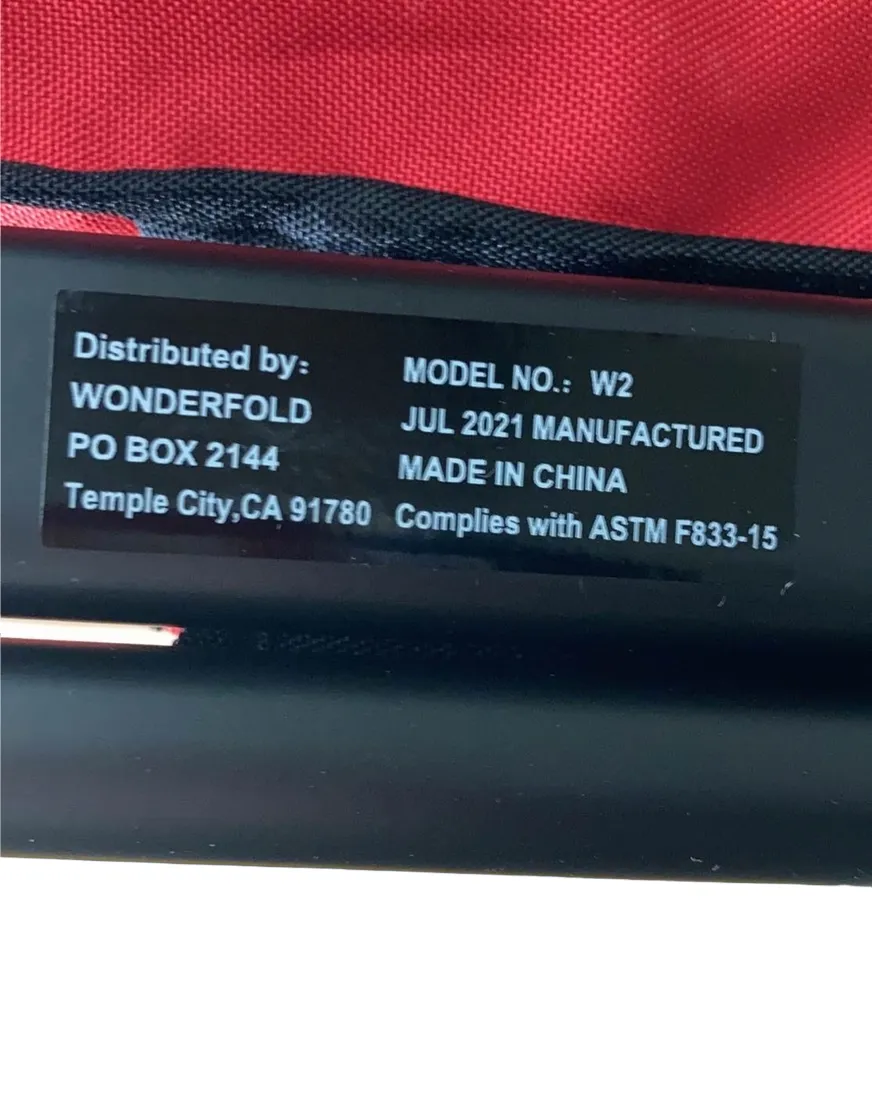 Distributed by:
WONDERFOLD
PO BOX 2144
Temple City,CA 91780
MODEL NO.: W2
JUL 2021 MANUFACTURED
MADE IN CHINA
Complies with ASTM F833-15